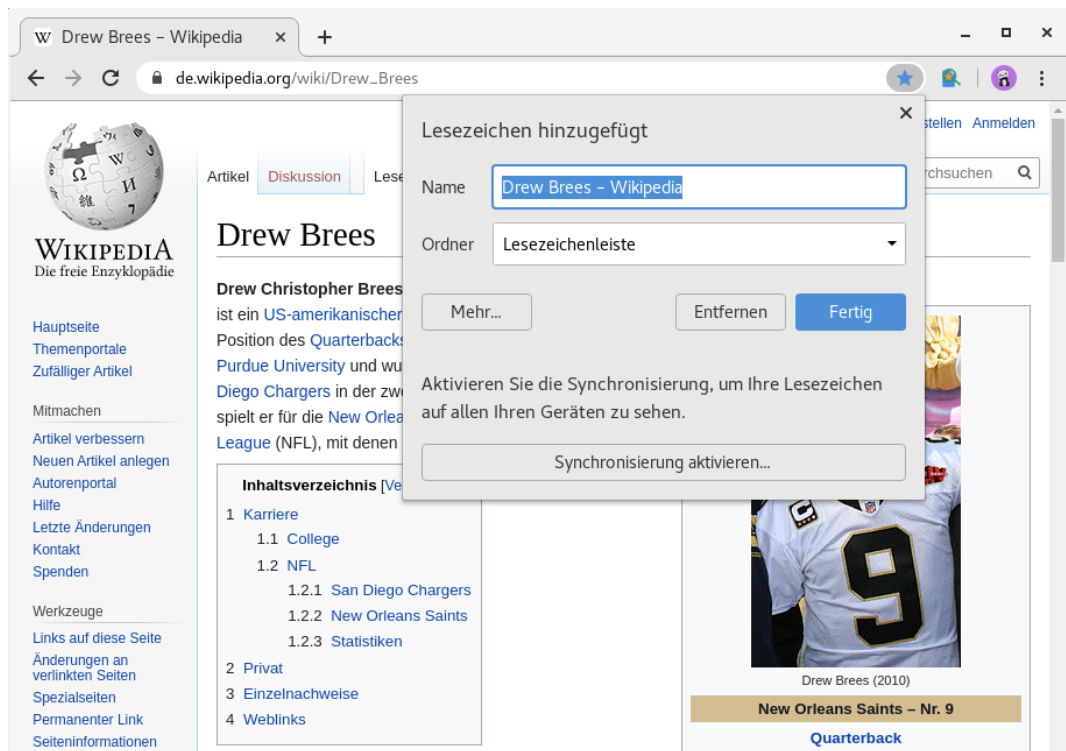 Drew Brees – Wikipedia
de.wikipedia.org/wiki/Drew_Brees
Lesezeichen hinzugefügt
Name Drew Brees – Wikipedia
Ordner Lesezeichenleiste
Mehr... Entfernen Fertig
Aktivieren Sie die Synchronisierung, um Ihre Lesezeichen
auf allen Ihren Geräten zu sehen.
Synchronisierung aktivieren...
Anmelden
WIKIPEDIA
Die freie Enzyklopädie
Hauptseite
Themenportale
Zufälliger Artikel
Mitmachen
Artikel verbessern
Neuen Artikel anlegen
Autorenportal
Hilfe
Letzte Änderungen
Kontakt
Spenden
Werkzeuge
Links auf diese Seite
Änderungen an
verlinkten Seiten
Spezialseiten
Permanenter Link
Seiteninformationen
Artikel Diskussion
Drew Brees
Drew Christopher Brees
ist ein US-amerikanischer
Position des Quarterbacks
Purdue University und
Diego Chargers in der
spielt er für die New
League (NFL), mit denen
Inhaltsverzeichnis
1 Karriere
1.1 College
1.2 NFL
1.2.1 San Diego Chargers
1.2.2 New Orleans Saints
1.2.3 Statistiken
2 Privat
3 Einzelnachweise
4 Weblinks
C
9
Drew Brees (2010)
New Orleans Saints – Nr. 9
Quarterback